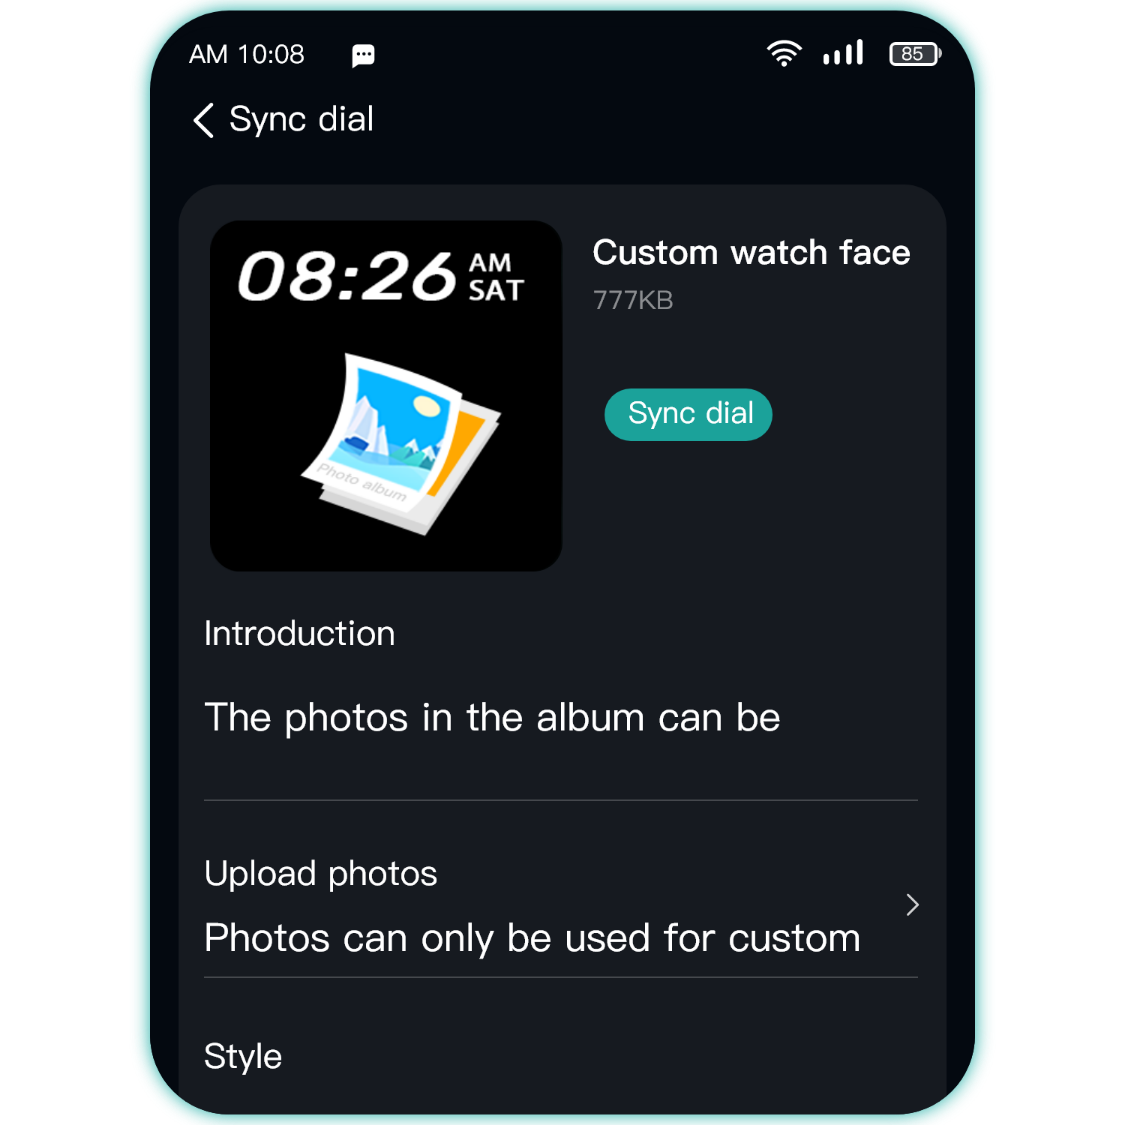 AM 10:08
85
Sync dial
08:26 AM
SAT
Photo album
Custom watch face
777KB
Sync dial
Introduction
The photos in the album can be
Upload photos
Photos can only be used for custom
Style